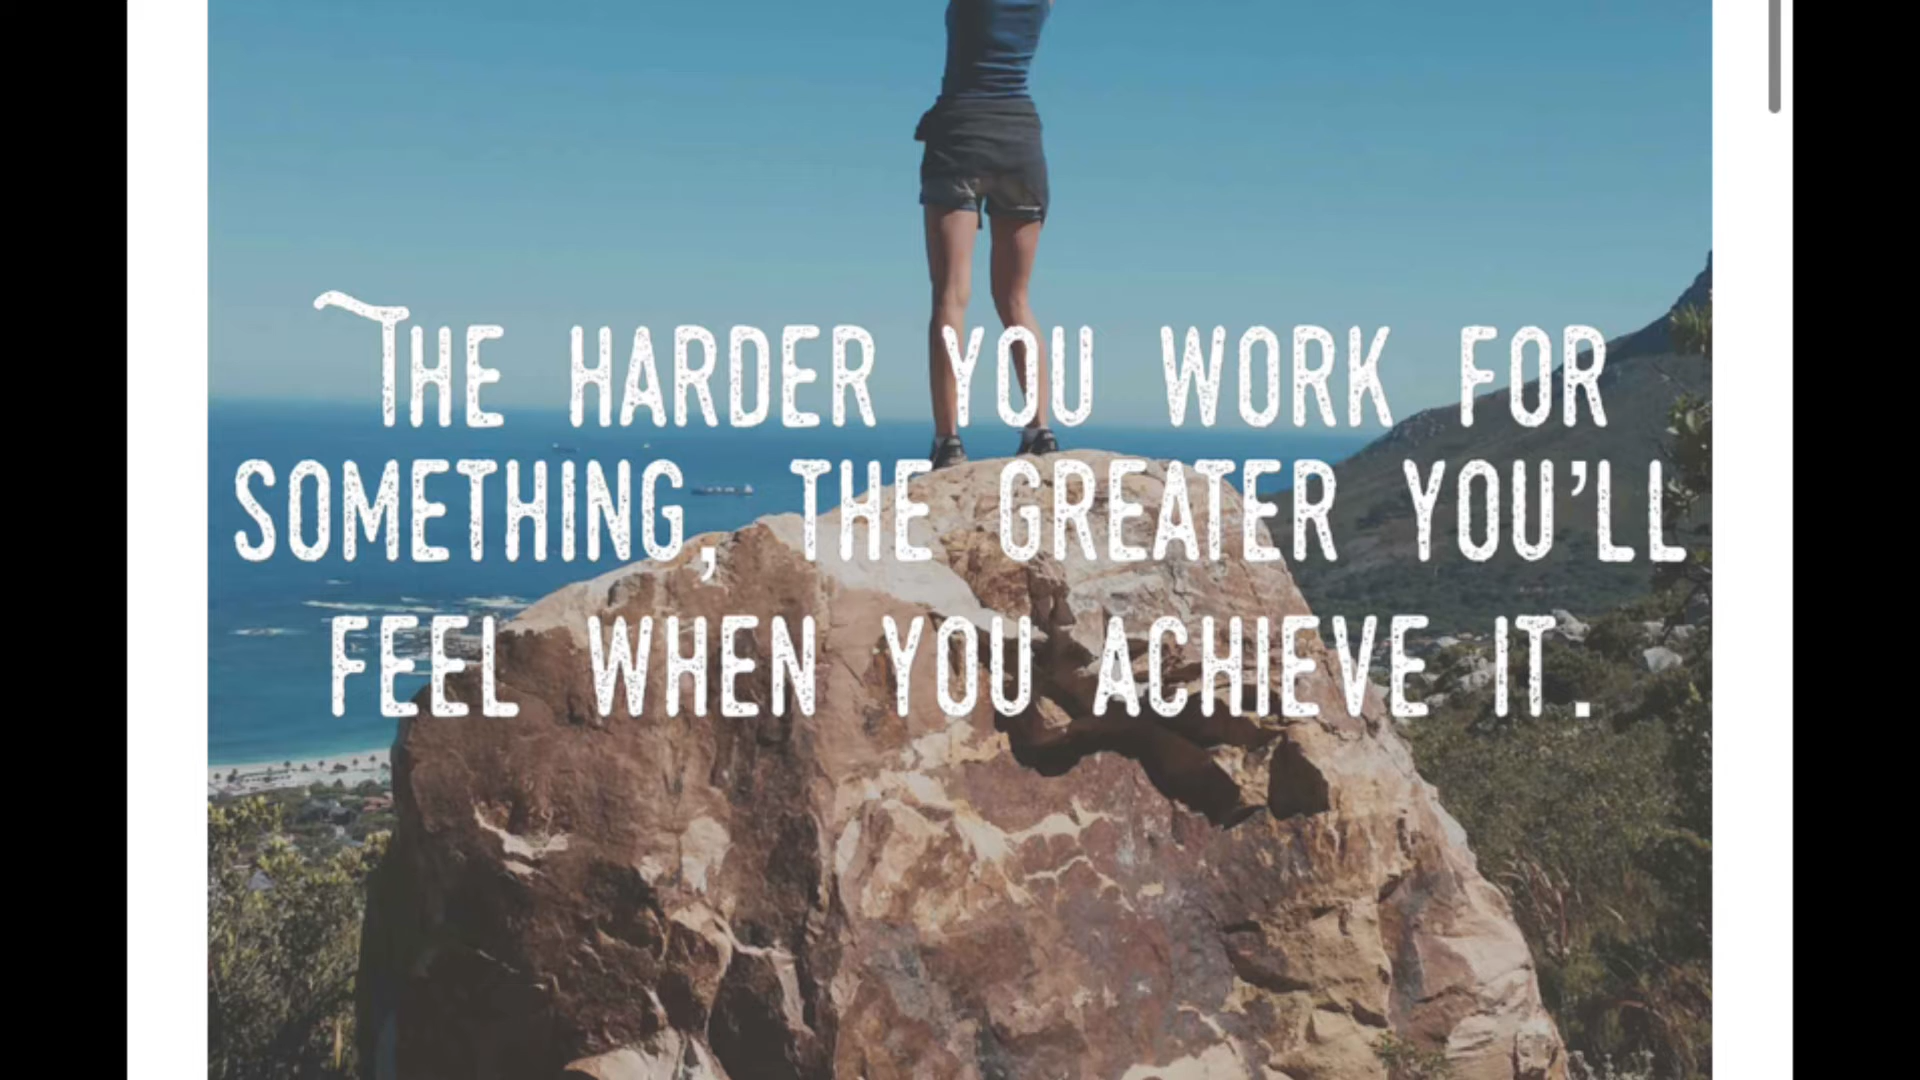 The harder you work for
something, the greater you'll
feel when you achieve it.